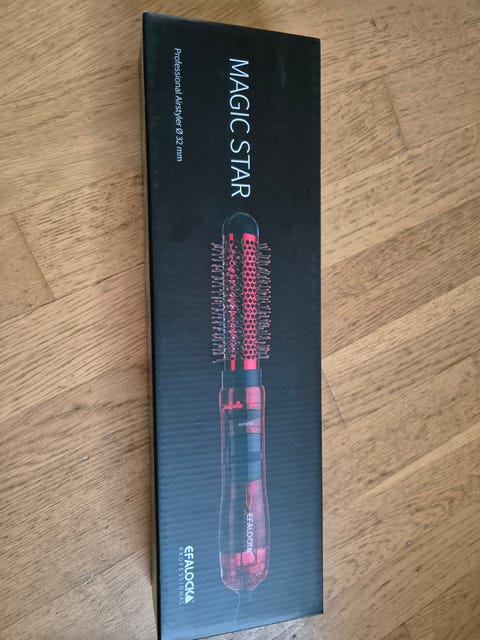 MAGIC STAR
Professional Airstyler Ø 32 mm
EFALOCK
EFALOCK
PROFESSIONAL